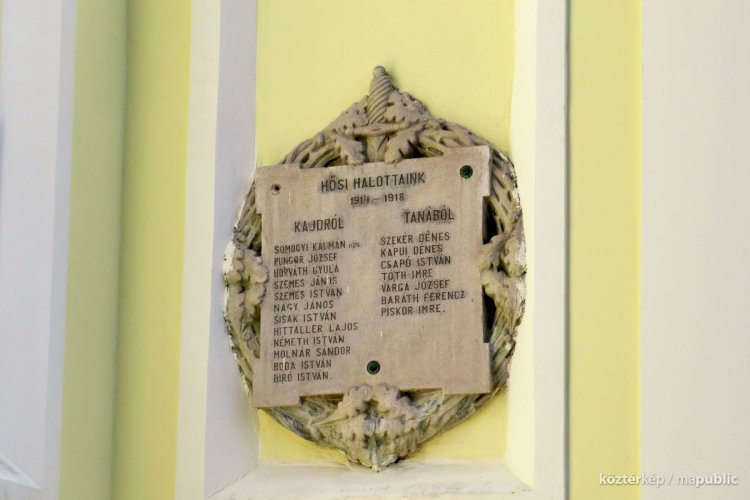 HŐSI HALOTTAINK
1914 – 1918
KAJDRÓL
SOMOGYI KÁLMÁN
PUNGOR JÓZSEF
HORVÁTH GYULA
SZEMES JÁNOS
SZEMES ISTVÁN
NAGY JÁNOS
SISAK ISTVÁN
HITTALLER LAJOS
NÉMETH ISTVÁN
MOLNÁR SÁNDOR
BODA ISTVÁN
BIRÓ ISTVÁN.
TANÁBÓL
SZEKÉR DÉNES
KAPUI DÉNES
CSAPÓ ISTVÁN
TÓTH IMRE
VARGA JÓZSEF
BARÁTH FERENCZ
PISKOR IMRE.
köztérkép / mapublic